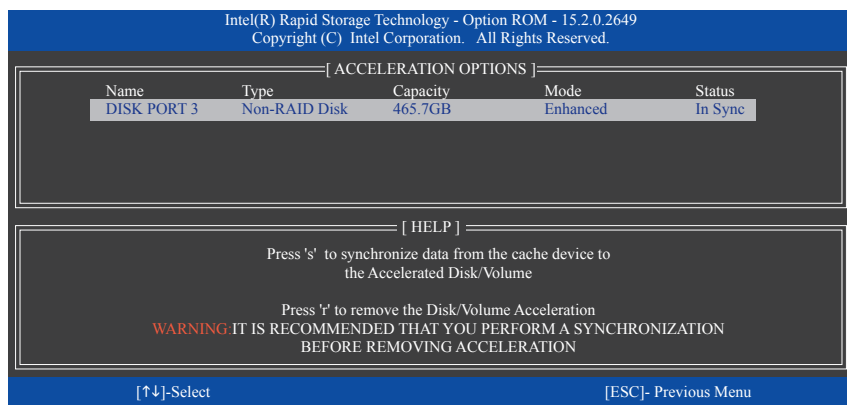 Intel(R) Rapid Storage Technology - Option ROM - 15.2.0.2649
Copyright (C) Intel Corporation. All Rights Reserved.
[ ACCELERATION OPTIONS ]
Name Type Capacity Mode Status
DISK PORT 3 Non-RAID Disk 465.7GB Enhanced In Sync
[ HELP ]
Press 's' to synchronize data from the cache device to
the Accelerated Disk/Volume
Press 'r' to remove the Disk/Volume Acceleration
WARNING:IT IS RECOMMENDED THAT YOU PERFORM A SYNCHRONIZATION
BEFORE REMOVING ACCELERATION
[↑↓]-Select [ESC]- Previous Menu